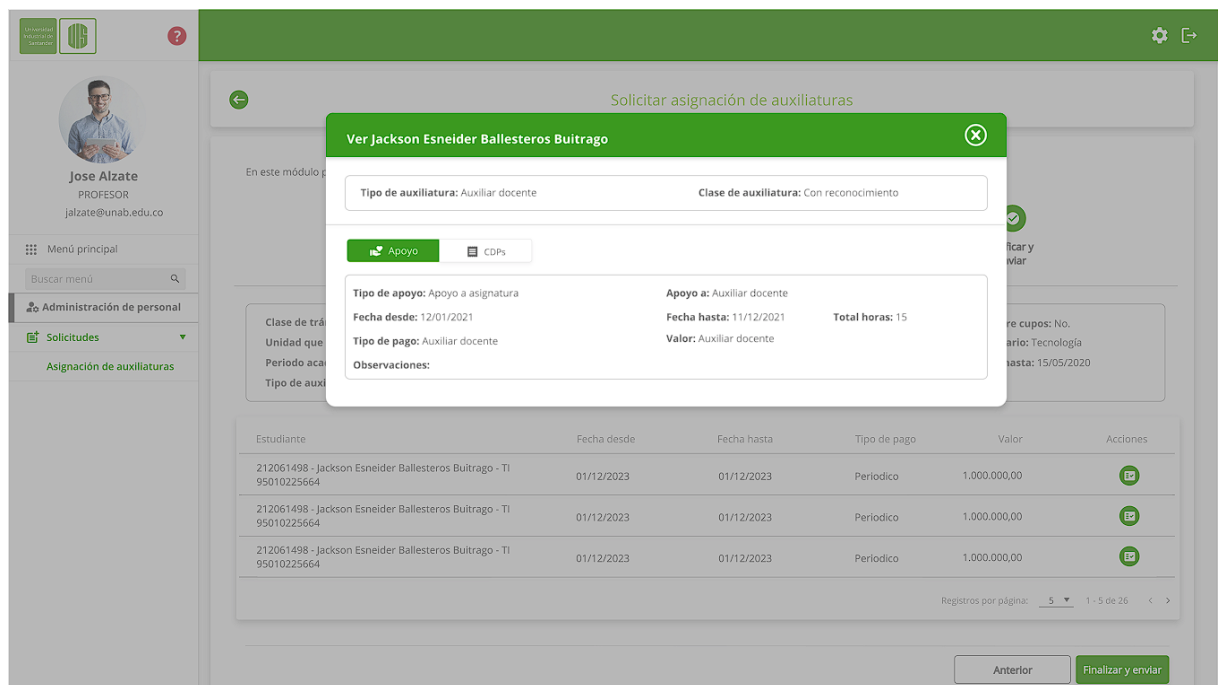 Universidad
Industrial de
Santander
?
Solicitar asignación de auxiliaturas
Jose Alzate
PROFESOR
jalzate@unab.edu.co
Menú principal
Buscar menú
Administración de personal
Solicitudes
Asignación de auxiliaturas
En este módulo p
Ver Jackson Esneider Ballesteros Buitrago
Tipo de auxiliatura: Auxiliar docente Clase de auxiliatura: Con reconocimiento
Apoyo CDPs
Tipo de apoyo: Apoyo a asignatura Apoyo a: Auxiliar docente
Fecha desde: 12/01/2021 Fecha hasta: 11/12/2021 Total horas: 15
Tipo de pago: Auxiliar docente Valor: Auxiliar docente
Observaciones:
ficar y
viar
Clase de trá re cupos: No.
Unidad que ario: Tecnología
Periodo aca hasta: 15/05/2020
Tipo de auxi
Estudiante Fecha desde Fecha hasta Tipo de pago Valor Acciones
212061498 - Jackson Esneider Ballesteros Buitrago - TI
95010225664 01/12/2023 01/12/2023 Periodico 1.000.000,00
212061498 - Jackson Esneider Ballesteros Buitrago - TI
95010225664 01/12/2023 01/12/2023 Periodico 1.000.000,00
212061498 - Jackson Esneider Ballesteros Buitrago - TI
95010225664 01/12/2023 01/12/2023 Periodico 1.000.000,00
Registros por página: 5 1 - 5 de 26
Anterior Finalizar y enviar